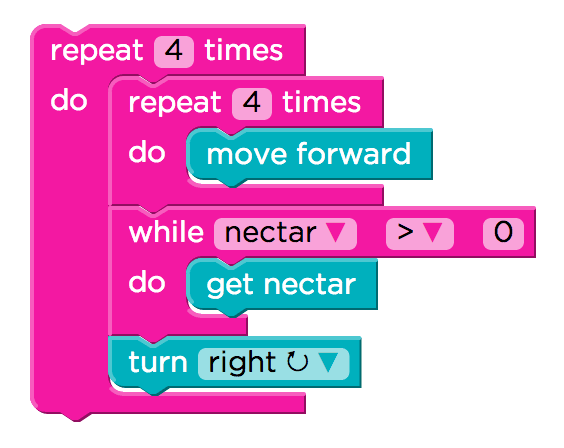 repeat 4 times
do repeat 4 times
do move forward
while nectar > 0
do get nectar
turn right ↻